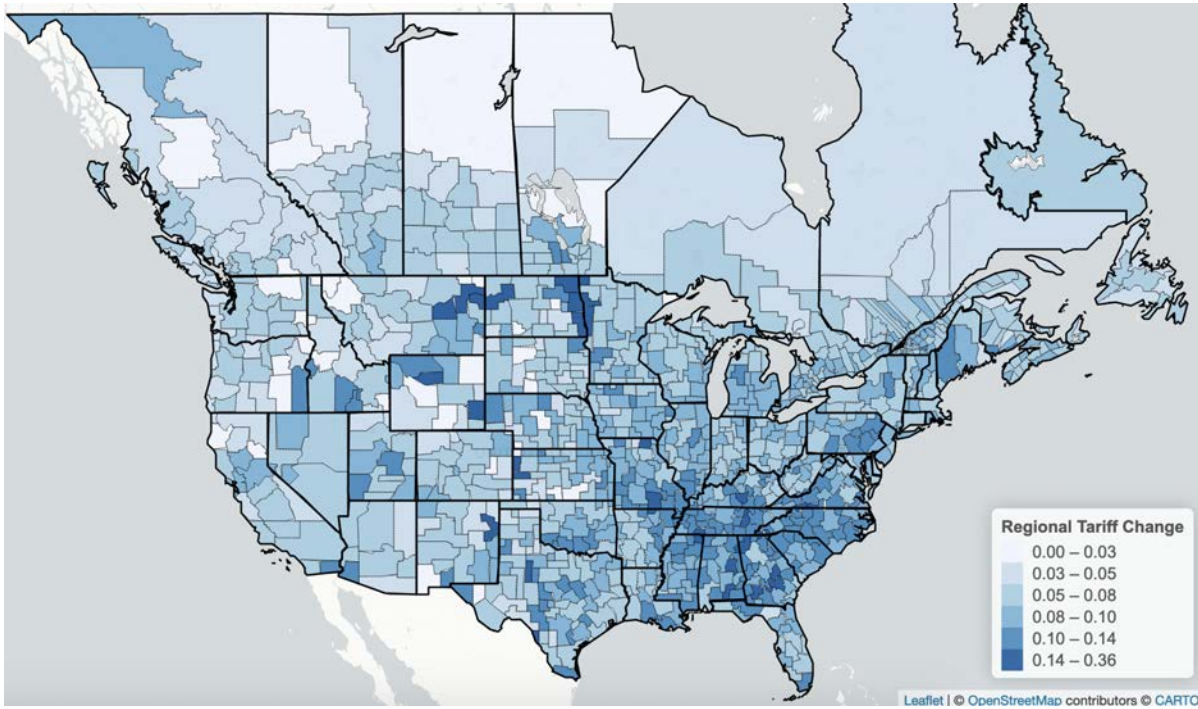 Regional Tariff Change
0.00 – 0.03
0.03 – 0.05
0.05 – 0.08
0.08 – 0.10
0.10 – 0.14
0.14 – 0.36
Leaflet | © OpenStreetMap contributors © CARTO